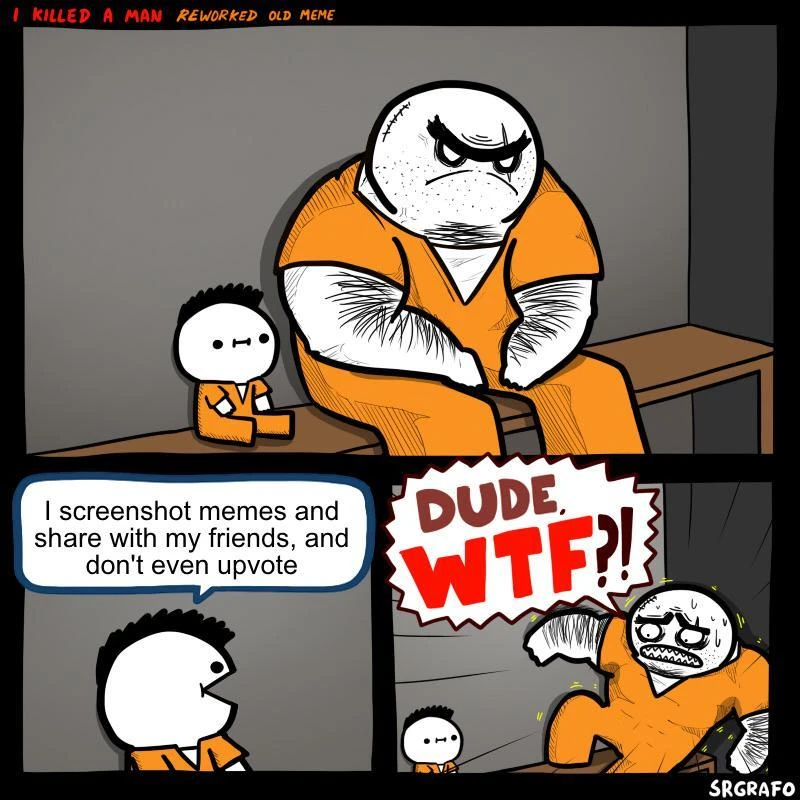 I KILLED A MAN REWORKED OLD MEME
I screenshot memes and
share with my friends, and
don't even upvote
DUDE,
WTF?!
SRGRAFO